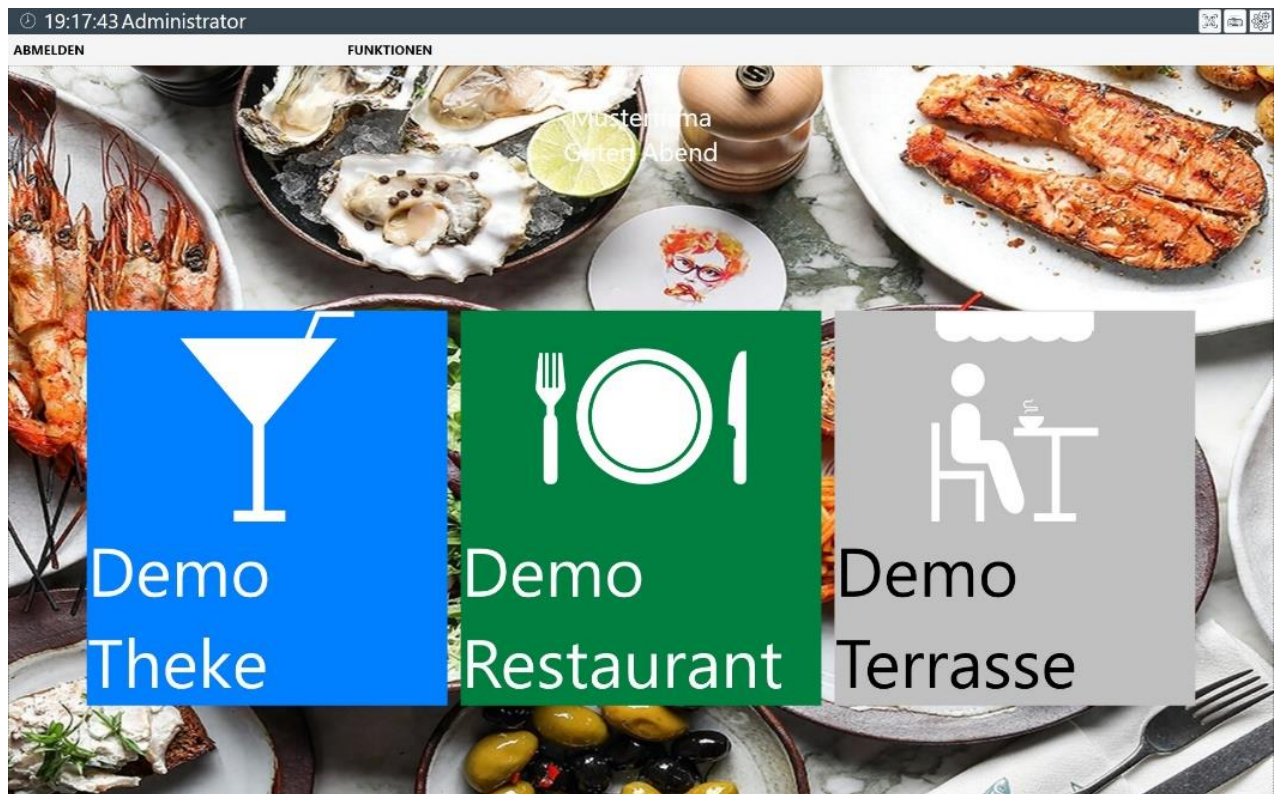 19:17:43 Administrator
ABMELDEN FUNKTIONEN
Musterfirma
Guten Abend
Demo
Theke
Demo
Restaurant
Demo
Terrasse